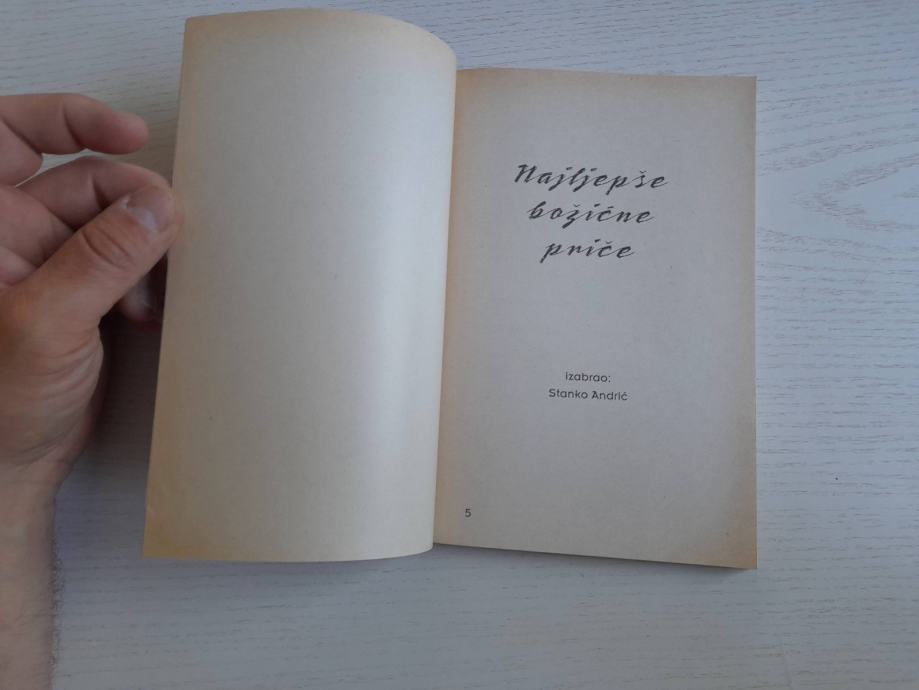 Najljepše
božićne
priče
izabrao:
Stanko Andrić
5